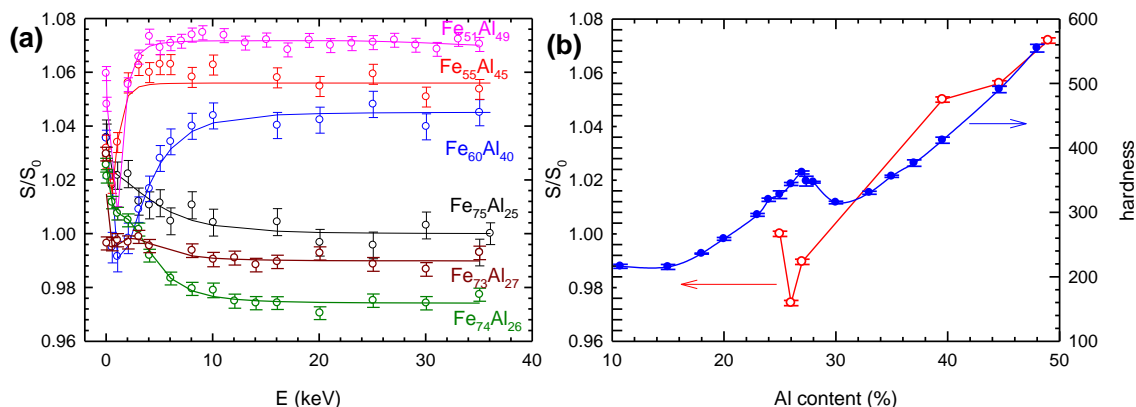 (a)
S/S0
1.08
1.06
1.04
1.02
1.00
0.98
0.96
0
10
20
30
40
E (keV)
Fe51Al49
Fe55Al45
Fe60Al40
Fe75Al25
Fe73Al27
Fe74Al26
(b)
S/S0
1.08
1.06
1.04
1.02
1.00
0.98
0.96
10
20
30
40
50
Al content (%)
600
500
400
300
200
100
hardness